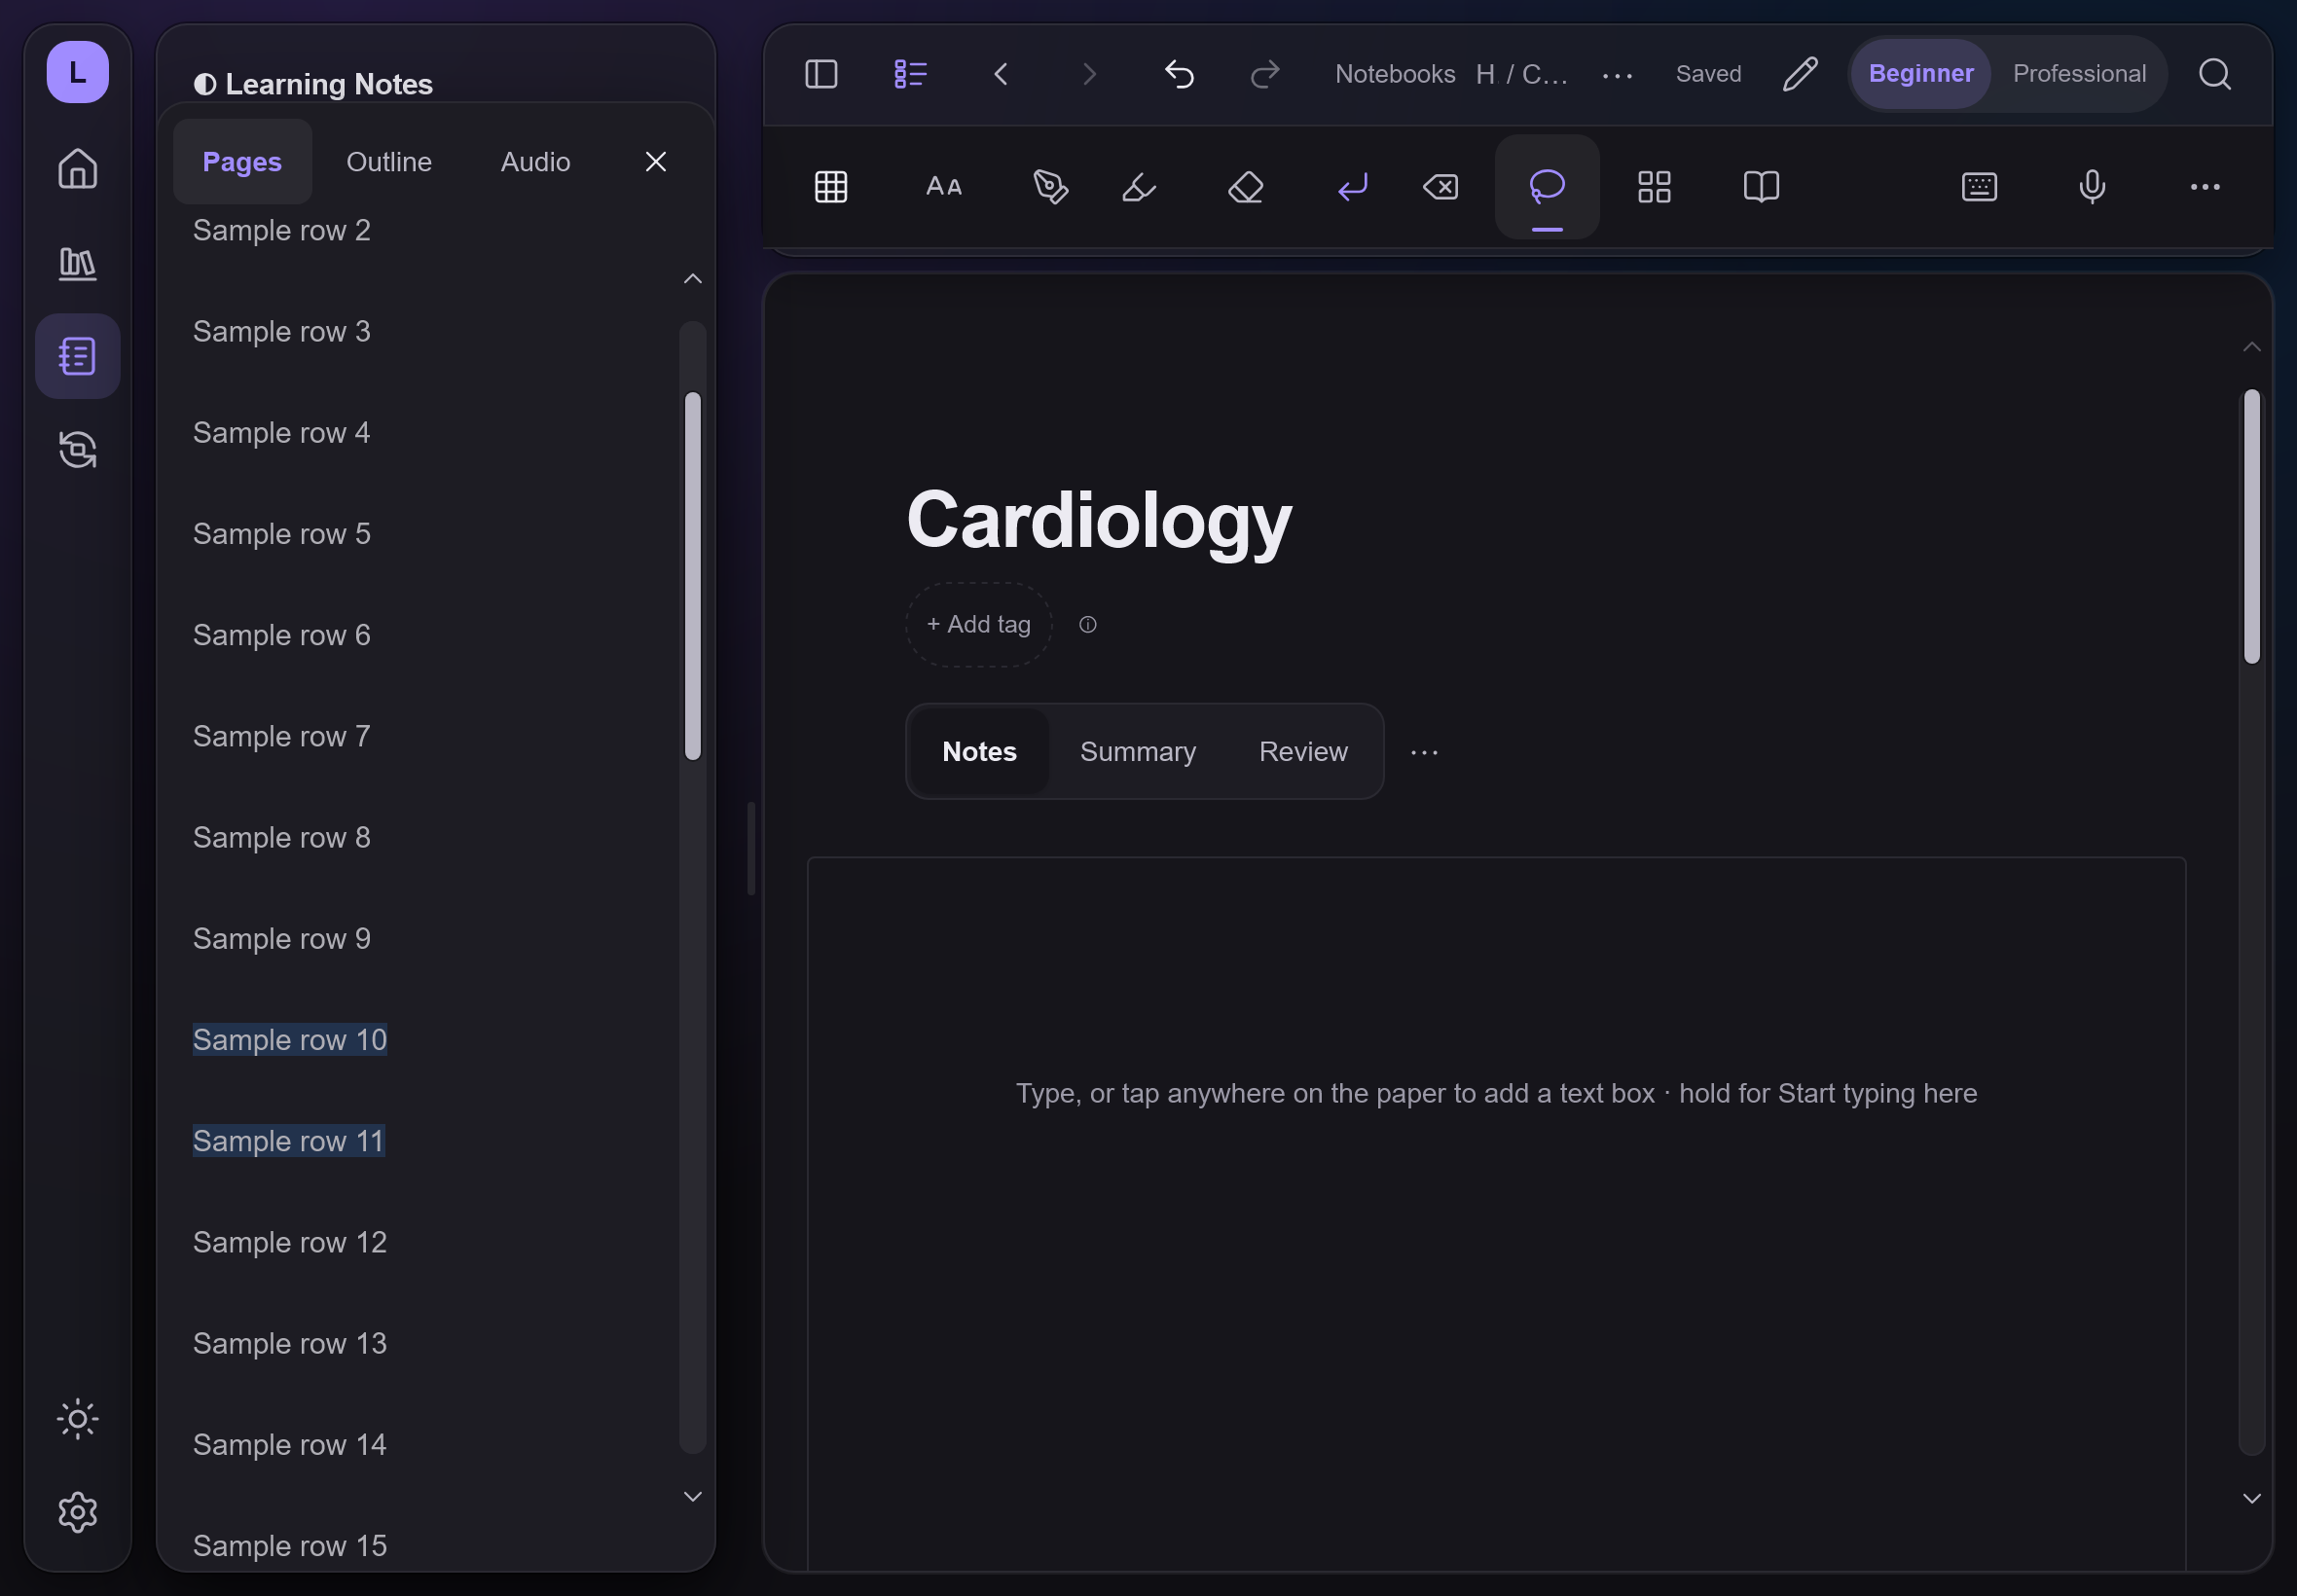 L
Learning Notes
Pages Outline Audio
Sample row 2
Sample row 3
Sample row 4
Sample row 5
Sample row 6
Sample row 7
Sample row 8
Sample row 9
Sample row 10
Sample row 11
Sample row 12
Sample row 13
Sample row 14
Sample row 15
Notebooks H / C... ... Saved Beginner Professional
AA
Cardiology
+ Add tag
Notes Summary Review ...
Type, or tap anywhere on the paper to add a text box · hold for Start typing here